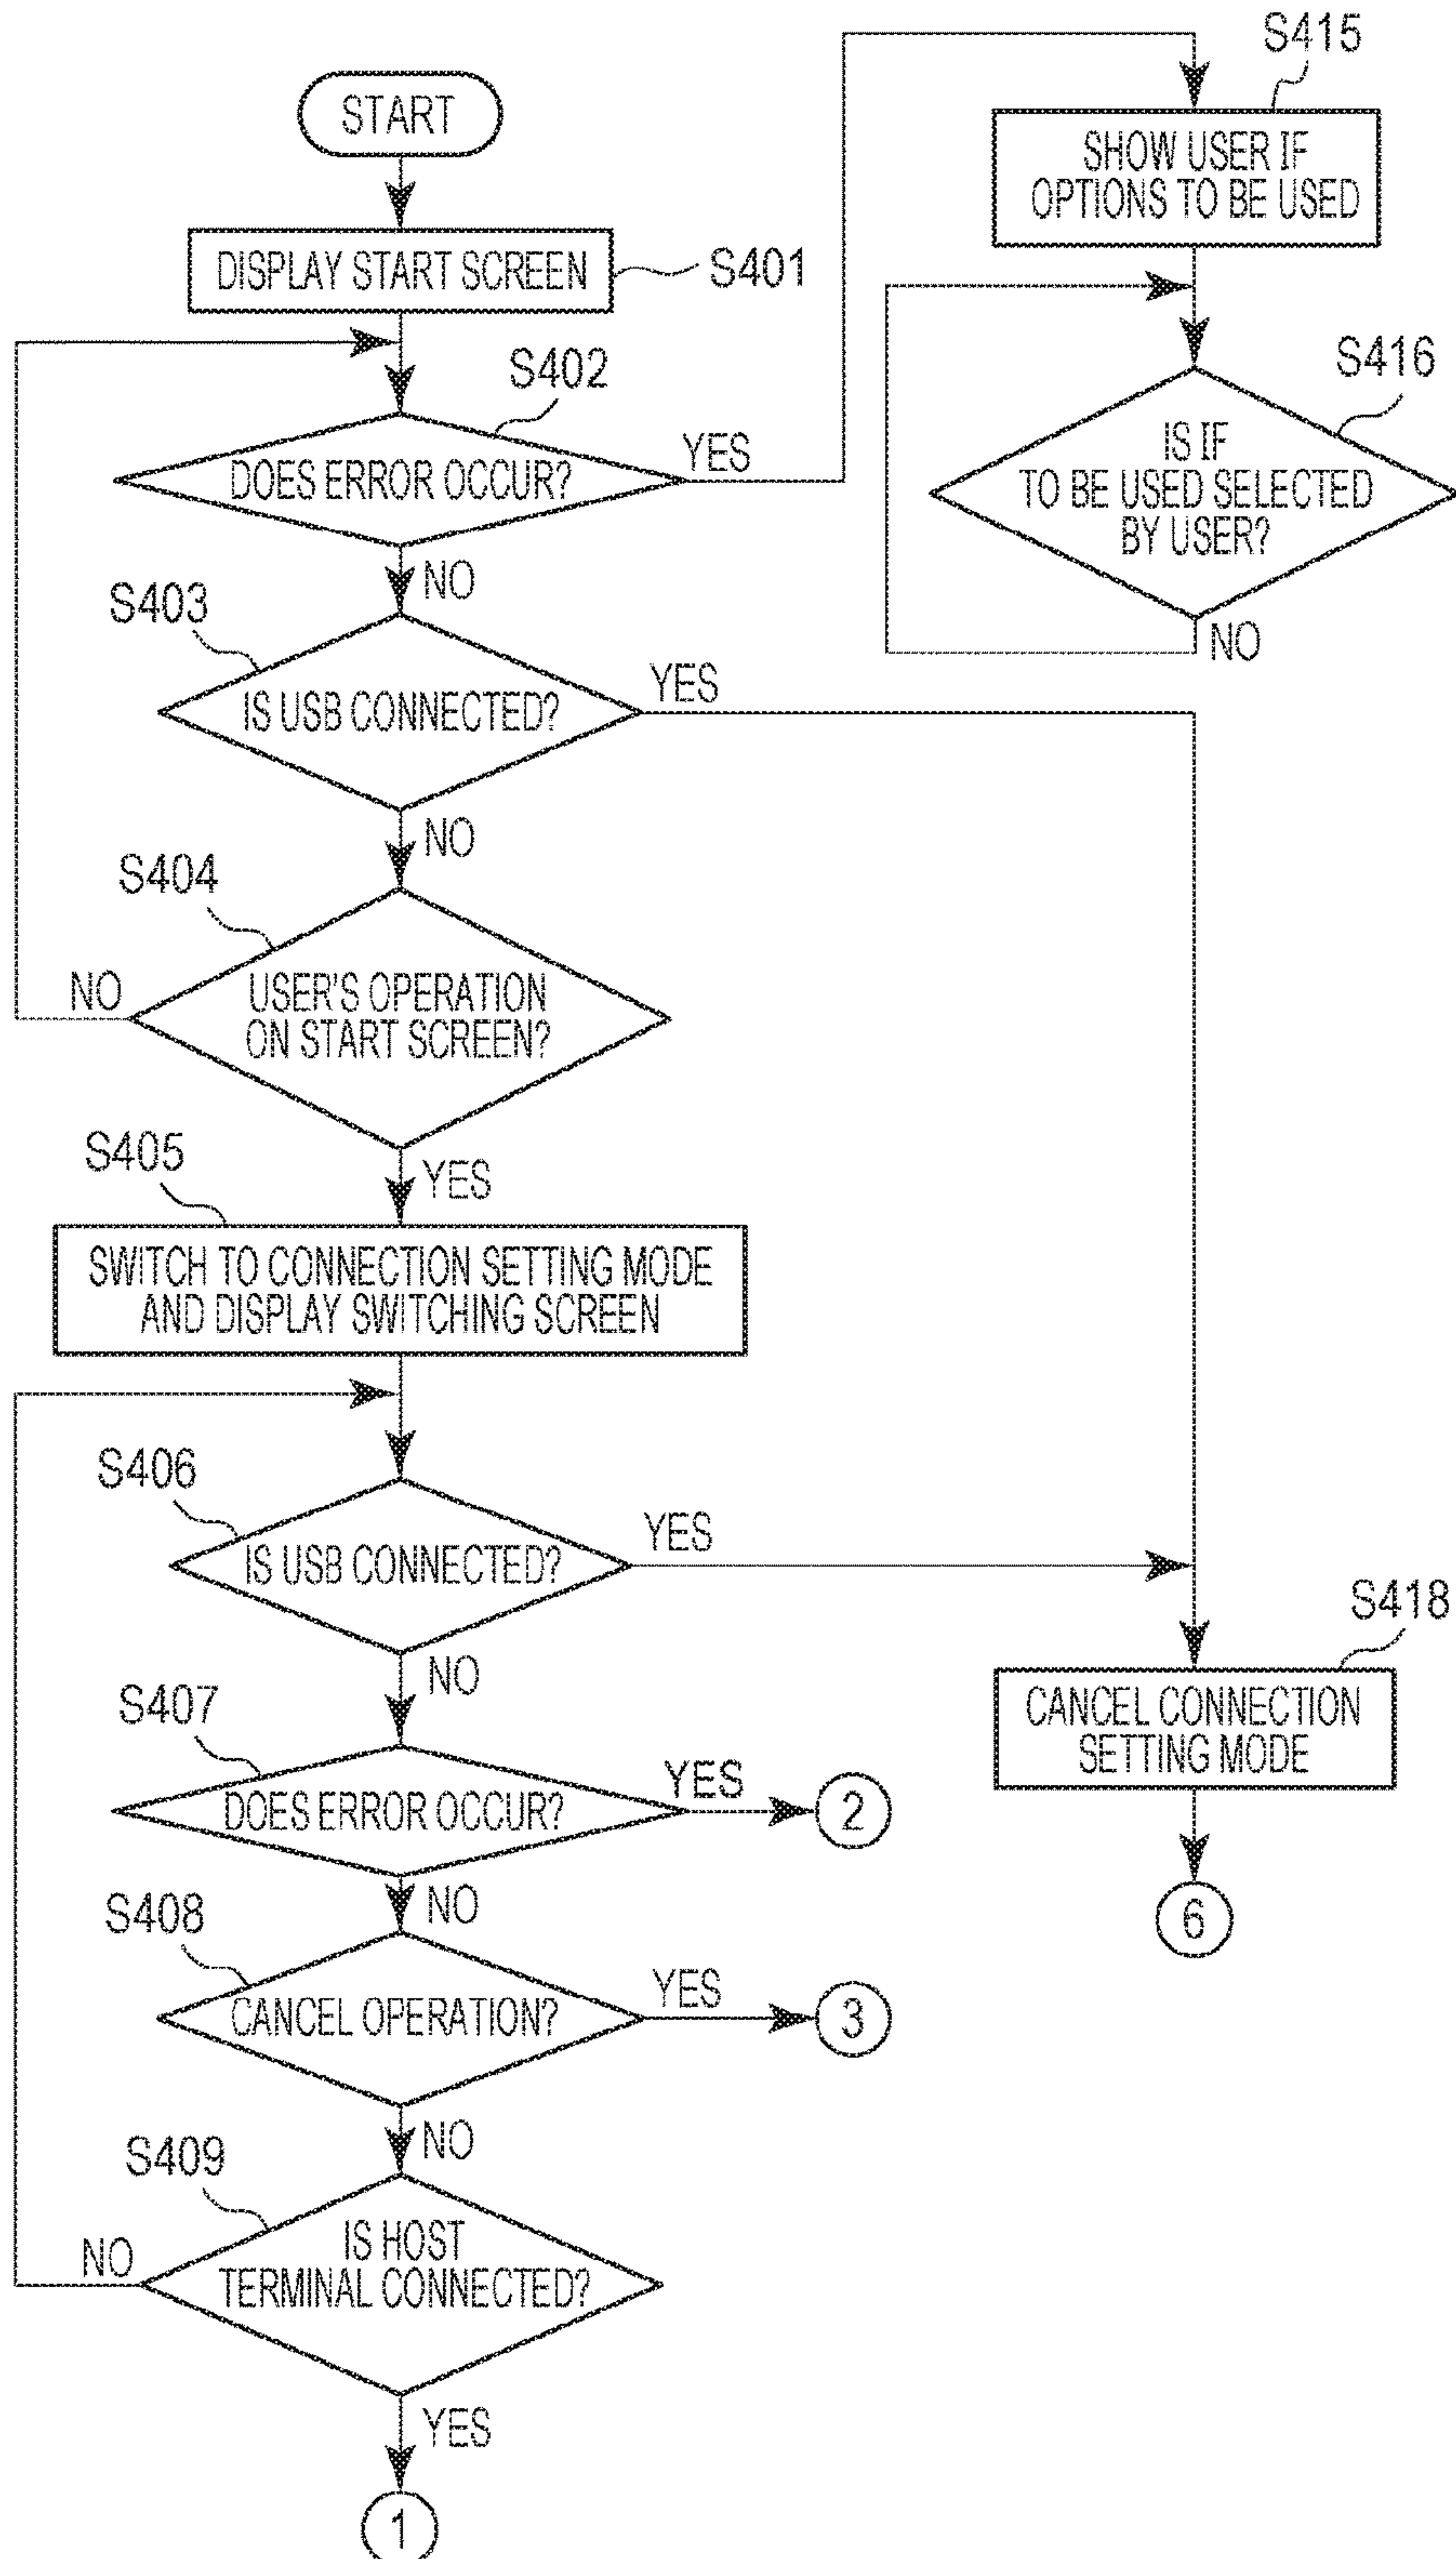 START
DISPLAY START SCREEN
S401
S402
DOES ERROR OCCUR?
YES
NO
S403
IS USB CONNECTED?
YES
NO
S404
USER'S OPERATION
ON START SCREEN?
NO
YES
S405
SWITCH TO CONNECTION SETTING MODE
AND DISPLAY SWITCHING SCREEN
S406
IS USB CONNECTED?
YES
NO
S407
DOES ERROR OCCUR?
YES
2
NO
S408
CANCEL OPERATION?
YES
3
NO
S409
IS HOST
TERMINAL CONNECTED?
NO
YES
1
S415
SHOW USER IF
OPTIONS TO BE USED
S416
IS IF
TO BE USED SELECTED
BY USER?
NO
S418
CANCEL CONNECTION
SETTING MODE
6